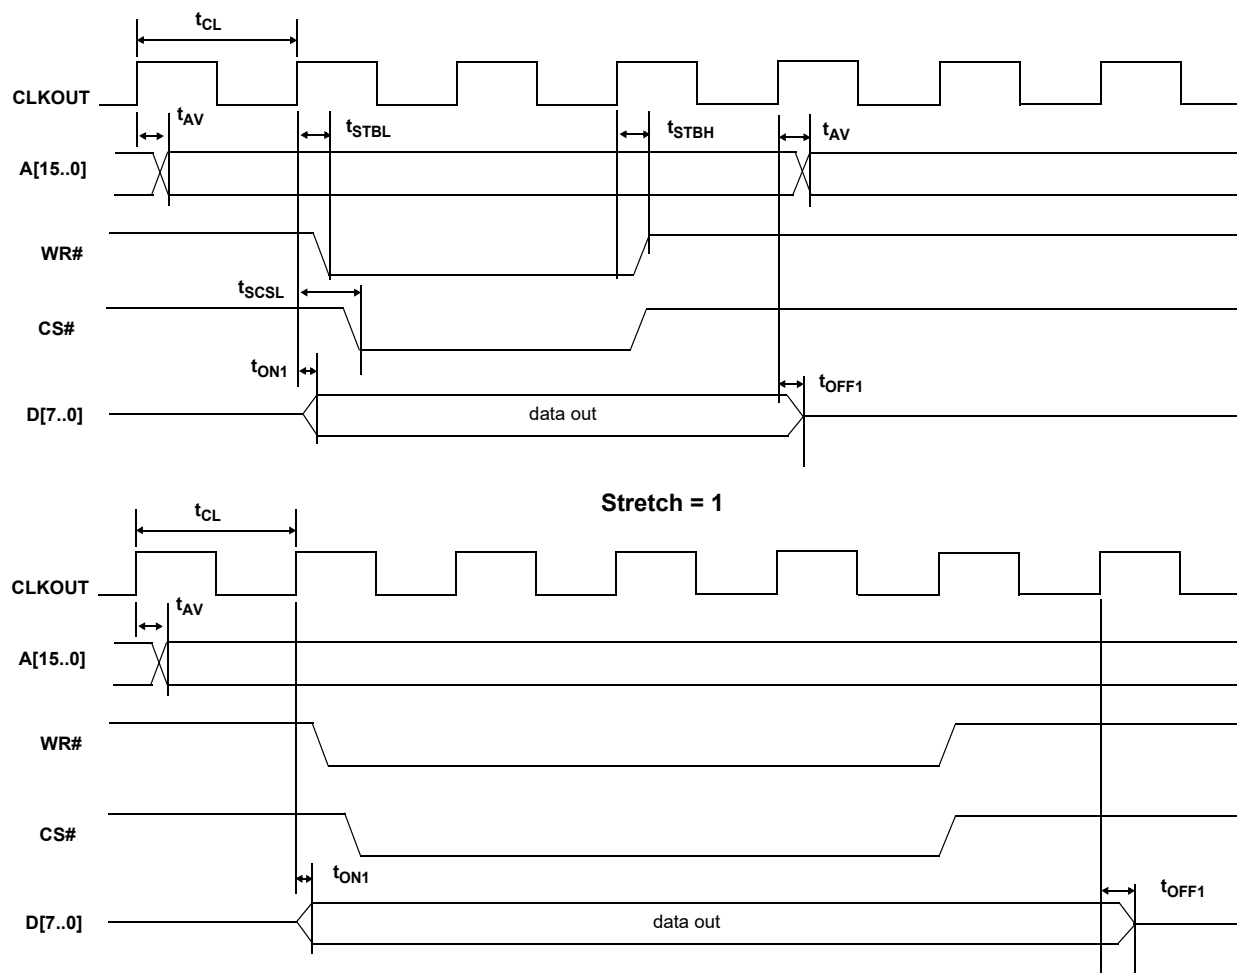 tCL
CLKOUT
tAV
tSTBL
tSTBH
tAV
A[15..0]
WR#
tSCSL
CS#
tON1
tOFF1
D[7..0]
data out
Stretch = 1
tCL
CLKOUT
tAV
A[15..0]
WR#
CS#
tON1
tOFF1
D[7..0]
data out